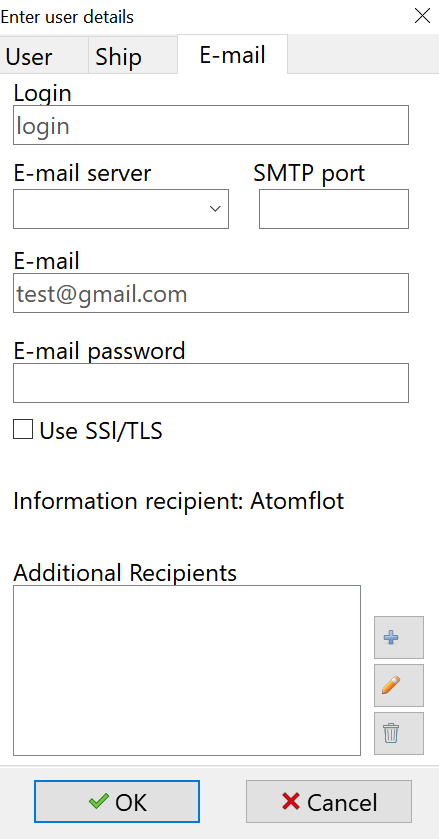 Enter user details
User Ship E-mail
Login
login
E-mail server SMTP port
E-mail
test@gmail.com
E-mail password
Use SSl/TLS
Information recipient: Atomflot
Additional Recipients
OK Cancel